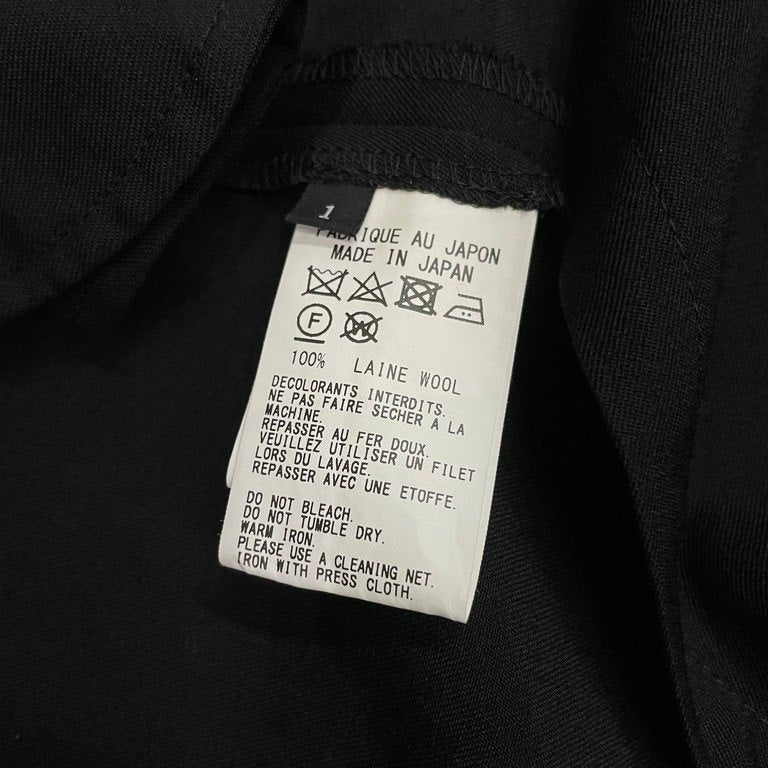 1
FABRIQUE AU JAPON
MADE IN JAPAN
F W
100% LAINE WOOL
DECOLORANTS INTERDITS.
NE PAS FAIRE SECHER A LA
MACHINE.
REPASSER AU FER DOUX.
VEUILLEZ UTILISER UN FILET
LORS DU LAVAGE.
REPASSER AVEC UNE ETOFFE.
DO NOT BLEACH.
DO NOT TUMBLE DRY.
WARM IRON.
PLEASE USE A CLEANING NET.
IRON WITH PRESS CLOTH.